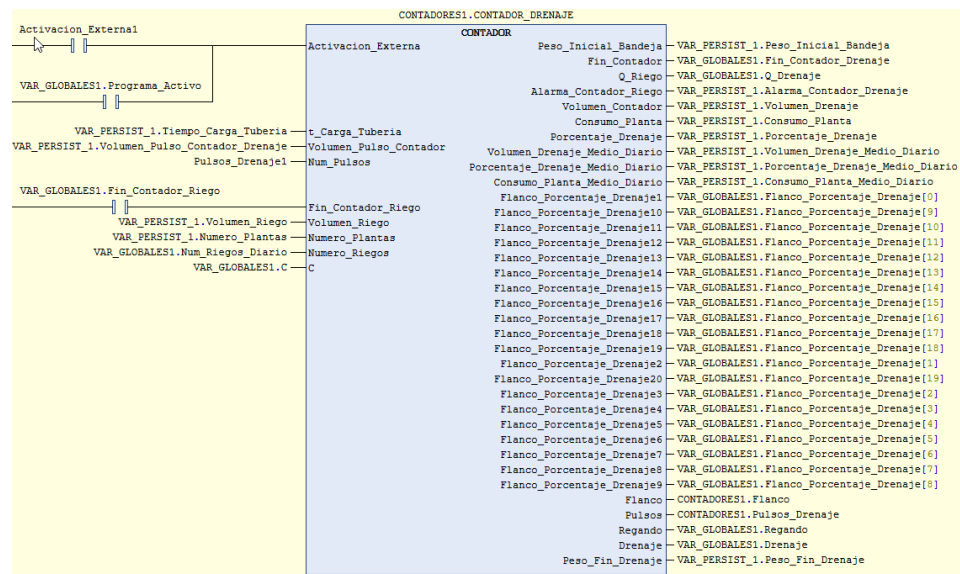 CONTADORES1.CONTADOR_DRENAJE
CONTADOR
Activacion_Externa1
Activacion_Externa
VAR_GLOBALES1.Programa_Activo
VAR_PERSIST_1.Tiempo_Carga_Tuberia t_Carga_Tuberia
VAR_PERSIST_1.Volumen_Pulso_Contador_Drenaje Volumen_Pulso_Contador
Pulsos_Drenaje1 Num_Pulsos
VAR_GLOBALES1.Fin_Contador_Riego
Fin_Contador_Riego
VAR_PERSIST_1.Volumen_Riego Volumen_Riego
VAR_PERSIST_1.Numero_Plantas Numero_Plantas
VAR_GLOBALES1.Num_Riegos_Diario Numero_Riegos
VAR_GLOBALES1.C C
Peso_Inicial_Bandeja VAR_PERSIST_1.Peso_Inicial_Bandeja
Fin_Contador VAR_GLOBALES1.Fin_Contador_Drenaje
Q_Riego VAR_GLOBALES1.Q_Drenaje
Alarma_Contador_Riego VAR_PERSIST_1.Alarma_Contador_Drenaje
Volumen_Contador VAR_PERSIST_1.Volumen_Drenaje
Consumo_Planta VAR_PERSIST_1.Consumo_Planta
Porcentaje_Drenaje VAR_PERSIST_1.Porcentaje_Drenaje
Volumen_Drenaje_Medio_Diario VAR_PERSIST_1.Volumen_Drenaje_Medio_Diario
Porcentaje_Drenaje_Medio_Diario VAR_PERSIST_1.Porcentaje_Drenaje_Medio_Diario
Consumo_Planta_Medio_Diario VAR_PERSIST_1.Consumo_Planta_Medio_Diario
Flanco_Porcentaje_Drenaje1 VAR_GLOBALES1.Flanco_Porcentaje_Drenaje[0]
Flanco_Porcentaje_Drenaje10 VAR_GLOBALES1.Flanco_Porcentaje_Drenaje[9]
Flanco_Porcentaje_Drenaje11 VAR_GLOBALES1.Flanco_Porcentaje_Drenaje[10]
Flanco_Porcentaje_Drenaje12 VAR_GLOBALES1.Flanco_Porcentaje_Drenaje[11]
Flanco_Porcentaje_Drenaje13 VAR_GLOBALES1.Flanco_Porcentaje_Drenaje[12]
Flanco_Porcentaje_Drenaje14 VAR_GLOBALES1.Flanco_Porcentaje_Drenaje[13]
Flanco_Porcentaje_Drenaje15 VAR_GLOBALES1.Flanco_Porcentaje_Drenaje[14]
Flanco_Porcentaje_Drenaje16 VAR_GLOBALES1.Flanco_Porcentaje_Drenaje[15]
Flanco_Porcentaje_Drenaje17 VAR_GLOBALES1.Flanco_Porcentaje_Drenaje[16]
Flanco_Porcentaje_Drenaje18 VAR_GLOBALES1.Flanco_Porcentaje_Drenaje[17]
Flanco_Porcentaje_Drenaje19 VAR_GLOBALES1.Flanco_Porcentaje_Drenaje[18]
Flanco_Porcentaje_Drenaje2 VAR_GLOBALES1.Flanco_Porcentaje_Drenaje[1]
Flanco_Porcentaje_Drenaje20 VAR_GLOBALES1.Flanco_Porcentaje_Drenaje[19]
Flanco_Porcentaje_Drenaje3 VAR_GLOBALES1.Flanco_Porcentaje_Drenaje[2]
Flanco_Porcentaje_Drenaje4 VAR_GLOBALES1.Flanco_Porcentaje_Drenaje[3]
Flanco_Porcentaje_Drenaje5 VAR_GLOBALES1.Flanco_Porcentaje_Drenaje[4]
Flanco_Porcentaje_Drenaje6 VAR_GLOBALES1.Flanco_Porcentaje_Drenaje[5]
Flanco_Porcentaje_Drenaje7 VAR_GLOBALES1.Flanco_Porcentaje_Drenaje[6]
Flanco_Porcentaje_Drenaje8 VAR_GLOBALES1.Flanco_Porcentaje_Drenaje[7]
Flanco_Porcentaje_Drenaje9 VAR_GLOBALES1.Flanco_Porcentaje_Drenaje[8]
Flanco CONTADORES1.Flanco
Pulsos CONTADORES1.Pulsos_Drenaje
Regando VAR_GLOBALES1.Regando
Drenaje VAR_GLOBALES1.Drenaje
Peso_Fin_Drenaje VAR_PERSIST_1.Peso_Fin_Drenaje